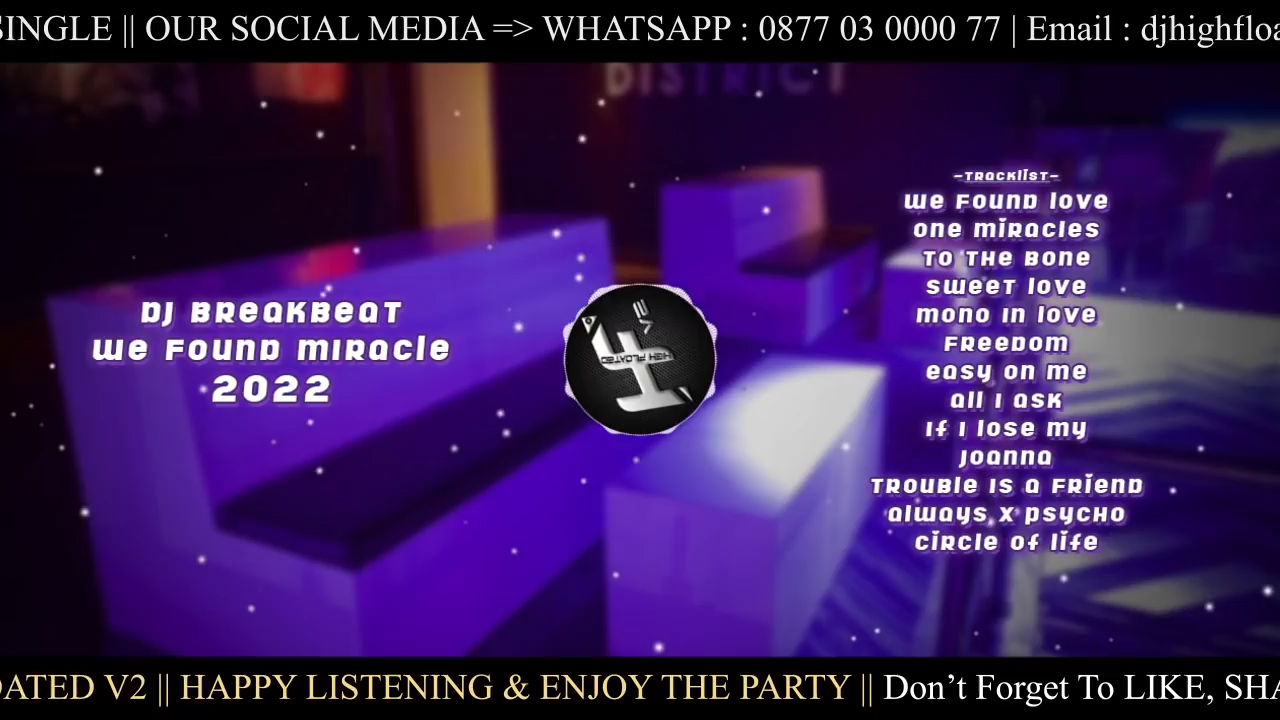 SINGLE || OUR SOCIAL MEDIA => WHATSAPP : 0877 03 0000 77 | Email : djhighfloa
DISTRICT
DJ BREAKBEAT
WE FOUND MIRACLE
2022
HIGH FLOATED
-TRACKLIST-
WE FOUND LOVE
ONE MIRACLES
TO THE BONE
SWEET LOVE
MONO IN LOVE
FREEDOM
EASY ON ME
ALL I ASK
IF I LOSE MY
JOANNA
TROUBLE IS A FRIEND
ALWAYS X PSYCHO
CIRCLE OF LIFE
OATED V2 || HAPPY LISTENING & ENJOY THE PARTY || Don’t Forget To LIKE, SHA